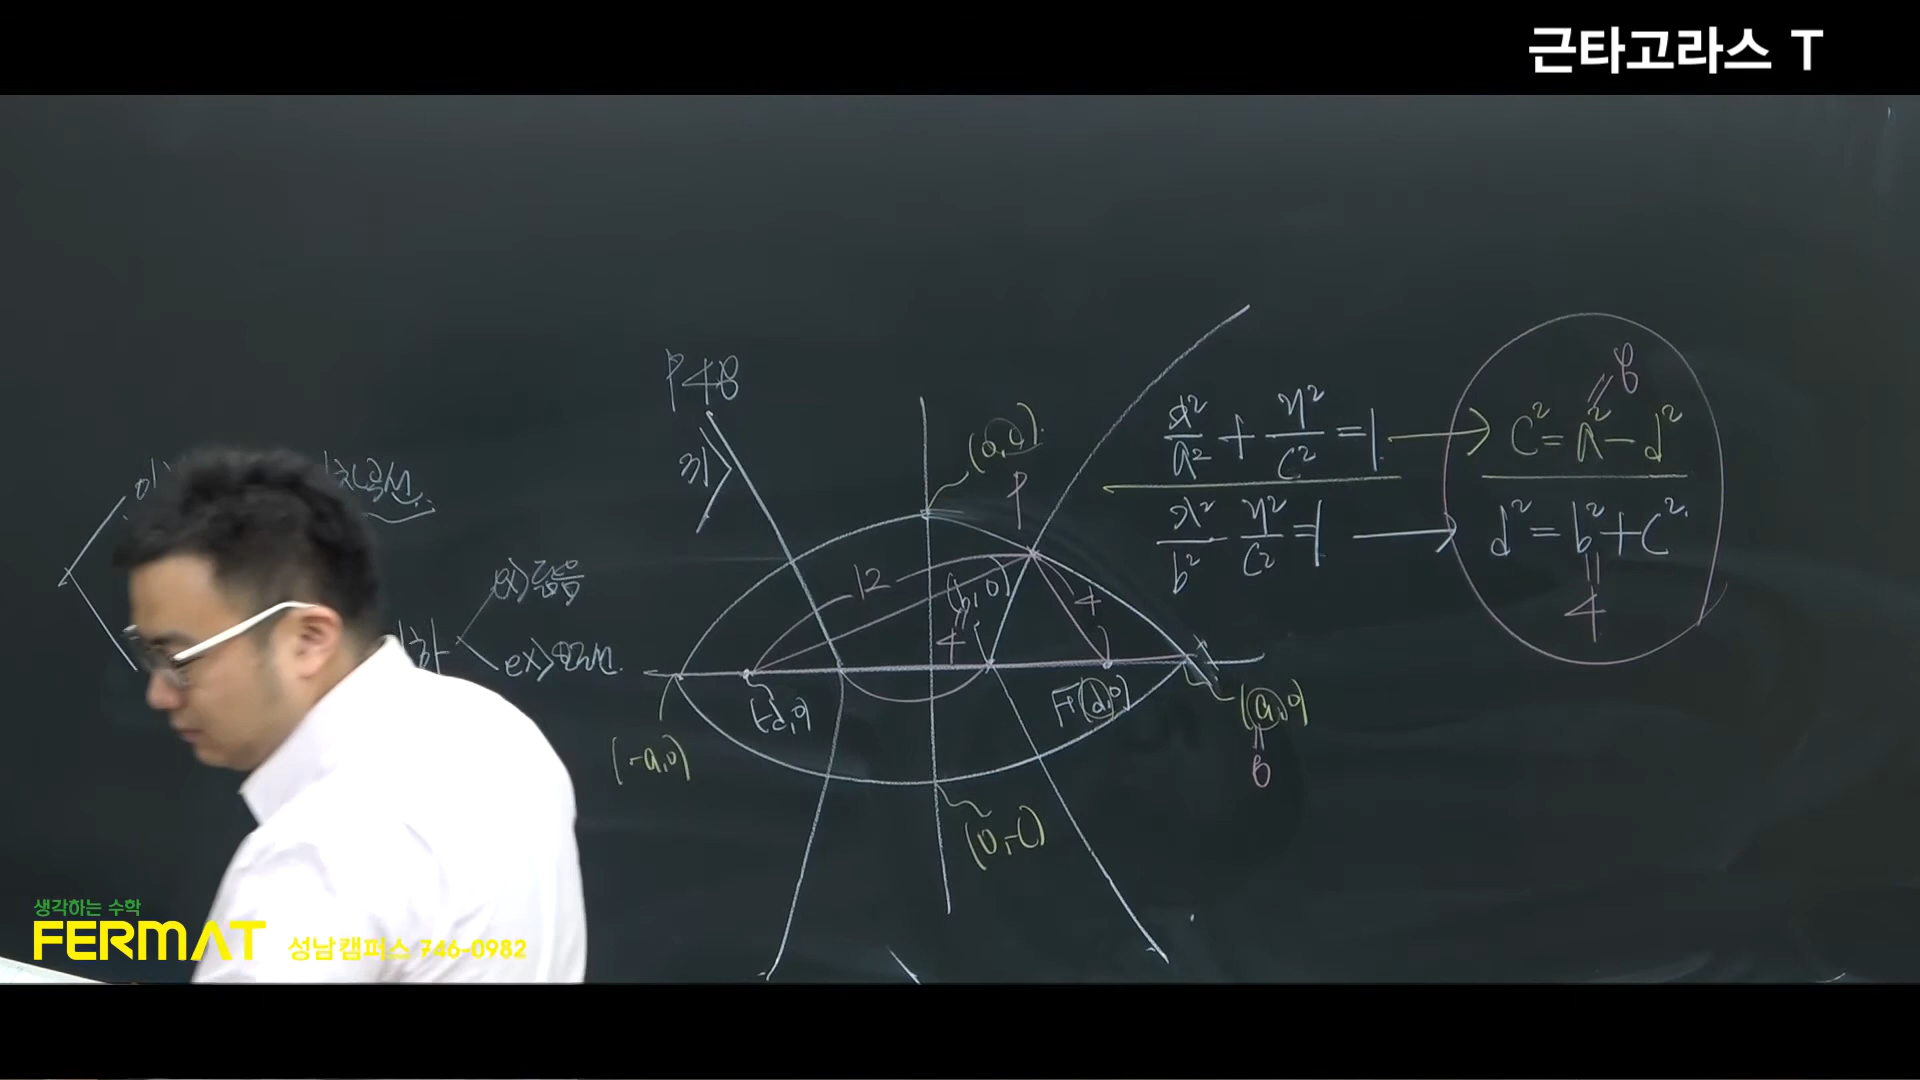 근타고라스 T
P48
(0,c).
P
12
4
(b,0)
4
(-d,0)
F(d,0)
(a,0)
8
(-a,0)
(0,-c)
x²/a² + y²/c² = 1 → c² = a² - d²
8
x²/b² - y²/c² = 1 → d² = b² + c²
4
ex>
생각하는 수학
FERMAT 성남캠퍼스 746-0982